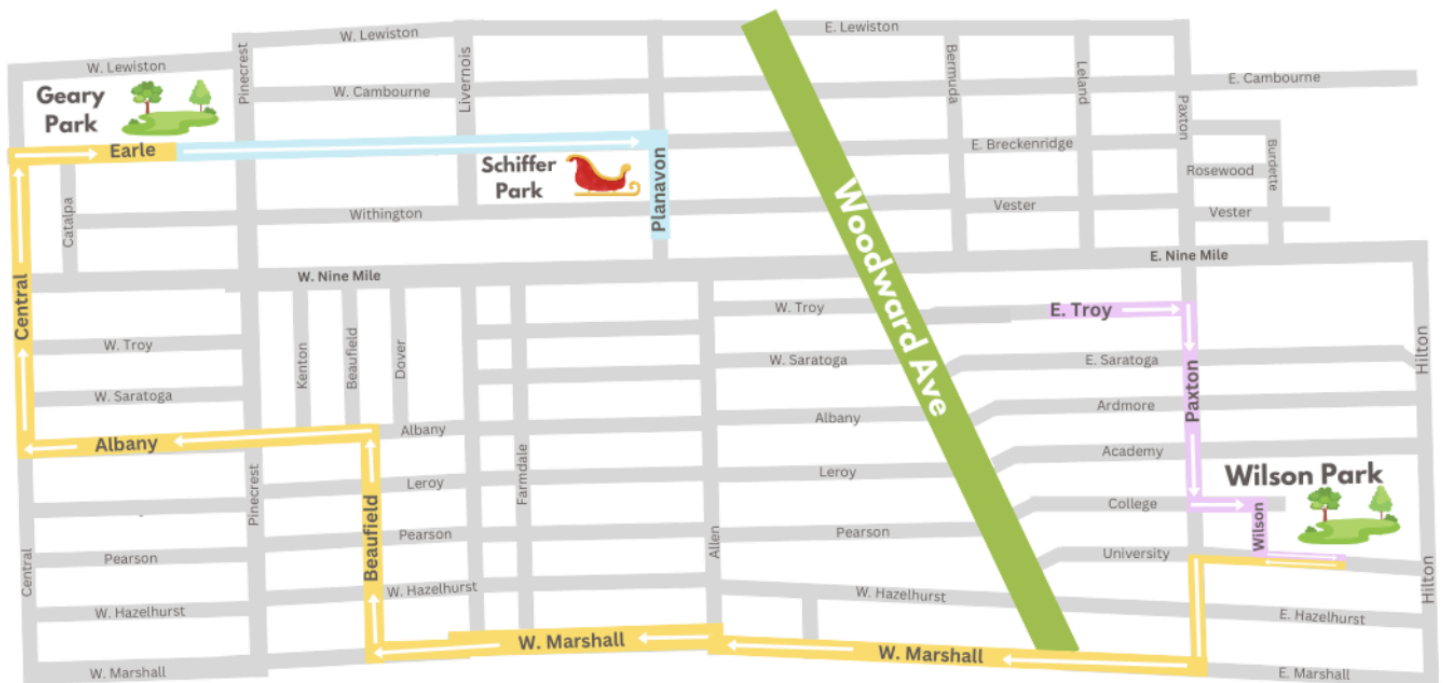 E. Lewiston
W. Lewiston
W. Lewiston
Pinecrest
Livernois
Bermuda
Leland
Paxton
E. Cambourne
W. Cambourne
Geary
Park
Earle
Schiffer
Park
Planavon
E. Breckenridge
Burdette
Rosewood
Catalpa
Withington
Vester
Vester
Woodward Ave
W. Nine Mile
E. Nine Mile
Central
W. Troy
E. Troy
W. Troy
Kenton
Beaufield
Dover
W. Saratoga
E. Saratoga
Hilton
W. Saratoga
Paxton
Ardmore
Albany
Albany
Albany
Academy
Farmdale
Leroy
Leroy
Wilson Park
Pinecrest
College
Wilson
Beaufield
Pearson
Pearson
Allen
University
Pearson
Central
Hilton
W. Hazelhurst
W. Hazelhurst
W. Hazelhurst
E. Hazelhurst
W. Marshall
W. Marshall
W. Marshall
E. Marshall